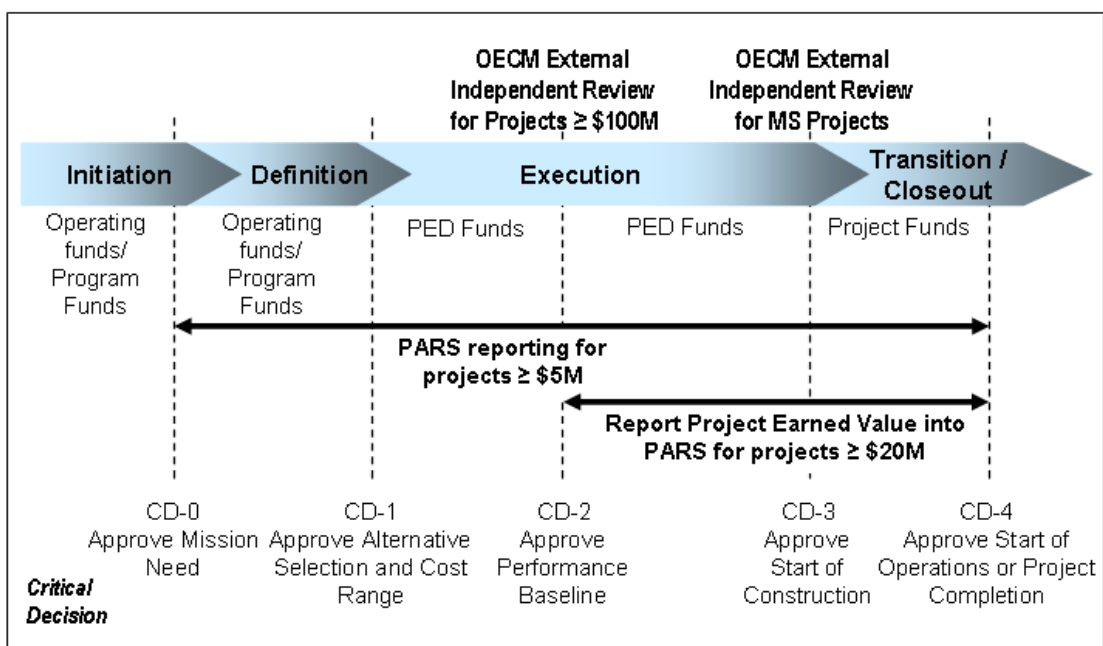 OECM External
Independent Review
for Projects ≥ $100M
OECM External
Independent Review
for MS Projects
Initiation
Definition
Execution
Transition /
Closeout
Operating
funds/
Program
Funds
Operating
funds/
Program
Funds
PED Funds
PED Funds
Project Funds
PARS reporting for
projects ≥ $5M
Report Project Earned Value into
PARS for projects ≥ $20M
CD-0
Approve Mission
Need
CD-1
Approve Alternative
Selection and Cost
Range
CD-2
Approve
Performance
Baseline
CD-3
Approve
Start of
Construction
CD-4
Approve Start of
Operations or Project
Completion
Critical
Decision